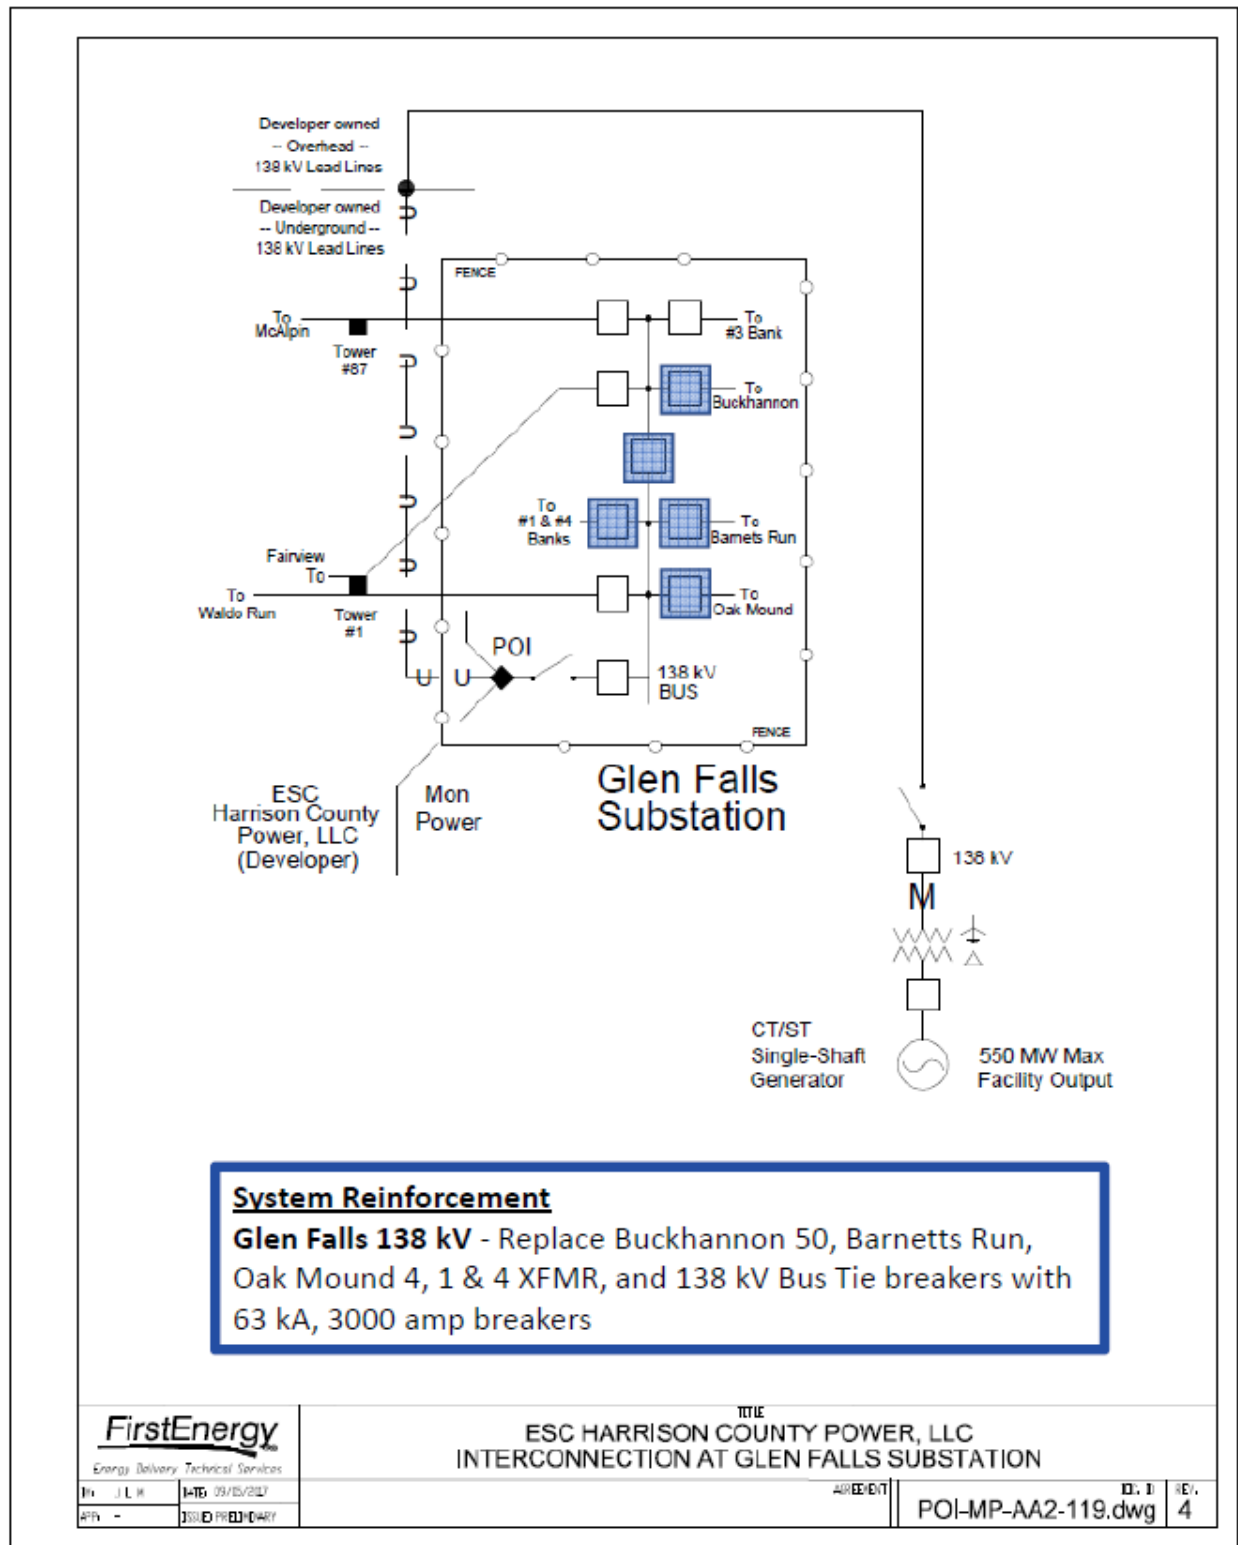 Developer owned
-- Overhead --
138 kV Lead Lines
Developer owned
-- Underground --
138 kV Lead Lines
FENCE
To
McAlpin
Tower
#87
To
#3 Bank
To
Buckhannon
To
#1 & #4
Banks
To
Barnets Run
Fairview
To
To
Waldo Run
Tower
#1
To
Oak Mound
POI
U U
138 kV
BUS
FENCE
Glen Falls
Substation
ESC
Harrison County
Power, LLC
(Developer)
Mon
Power
138 kV
M
CT/ST
Single-Shaft
Generator
550 MW Max
Facility Output
System Reinforcement
Glen Falls 138 kV - Replace Buckhannon 50, Barnetts Run,
Oak Mound 4, 1 & 4 XFMR, and 138 kV Bus Tie breakers with
63 kA, 3000 amp breakers
FirstEnergy
Energy Delivery Technical Services
J L M
DATE: 09/05/2017
APP: -
ISSUED PRELIMINARY
TITLE
ESC HARRISON COUNTY POWER, LLC
INTERCONNECTION AT GLEN FALLS SUBSTATION
AGREEMENT
POI-MP-AA2-119.dwg
REV.
4